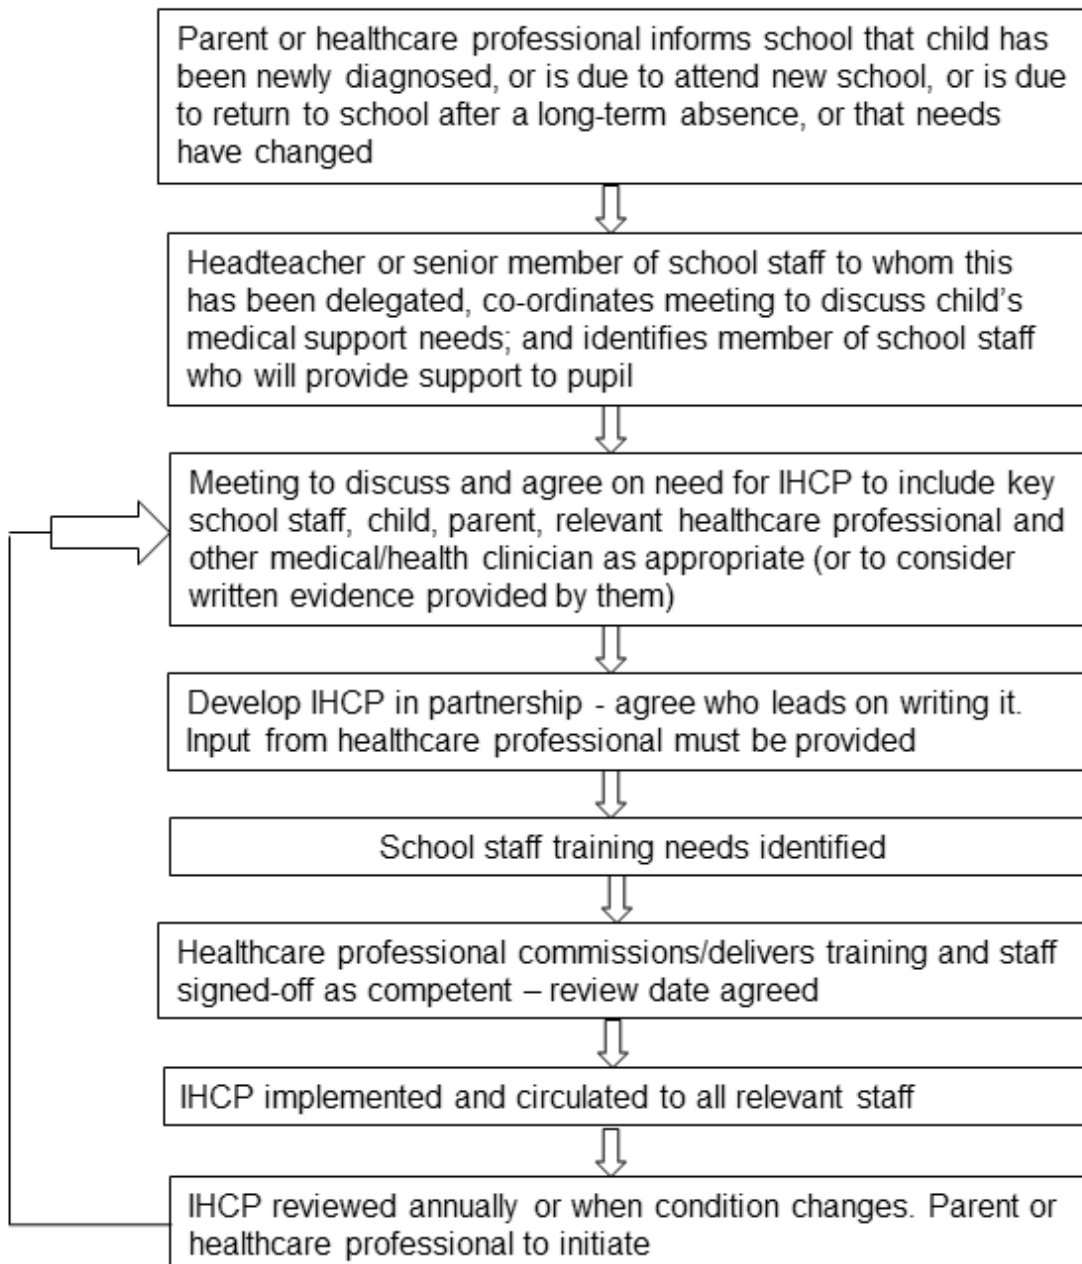 Parent or healthcare professional informs school that child has
been newly diagnosed, or is due to attend new school, or is due
to return to school after a long-term absence, or that needs
have changed
Headteacher or senior member of school staff to whom this
has been delegated, co-ordinates meeting to discuss child's
medical support needs; and identifies member of school staff
who will provide support to pupil
Meeting to discuss and agree on need for IHCP to include key
school staff, child, parent, relevant healthcare professional and
other medical/health clinician as appropriate (or to consider
written evidence provided by them)
Develop IHCP in partnership - agree who leads on writing it.
Input from healthcare professional must be provided
School staff training needs identified
Healthcare professional commissions/delivers training and staff
signed-off as competent – review date agreed
IHCP implemented and circulated to all relevant staff
IHCP reviewed annually or when condition changes. Parent or
healthcare professional to initiate